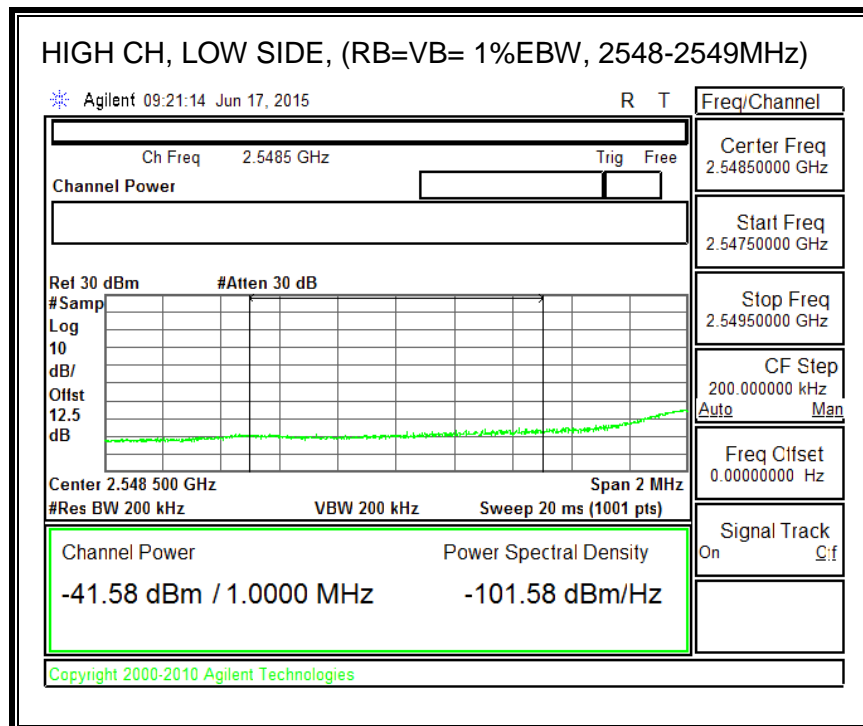 HIGH CH, LOW SIDE, (RB=VB= 1%EBW, 2548-2549MHz)
Agilent 09:21:14 Jun 17, 2015 R T
Ch Freq 2.5485 GHz Trig Free
Channel Power
Ref 30 dBm #Atten 30 dB
#Samp
Log
10
dB/
Offst
12.5
dB
Center 2.548 500 GHz Span 2 MHz
#Res BW 200 kHz VBW 200 kHz Sweep 20 ms (1001 pts)
Channel Power Power Spectral Density
-41.58 dBm / 1.0000 MHz -101.58 dBm/Hz
Copyright 2000-2010 Agilent Technologies
Freq/Channel
Center Freq
2.54850000 GHz
Start Freq
2.54750000 GHz
Stop Freq
2.54950000 GHz
CF Step
200.000000 kHz
Auto Man
Freq Offset
0.00000000 Hz
Signal Track
On Off